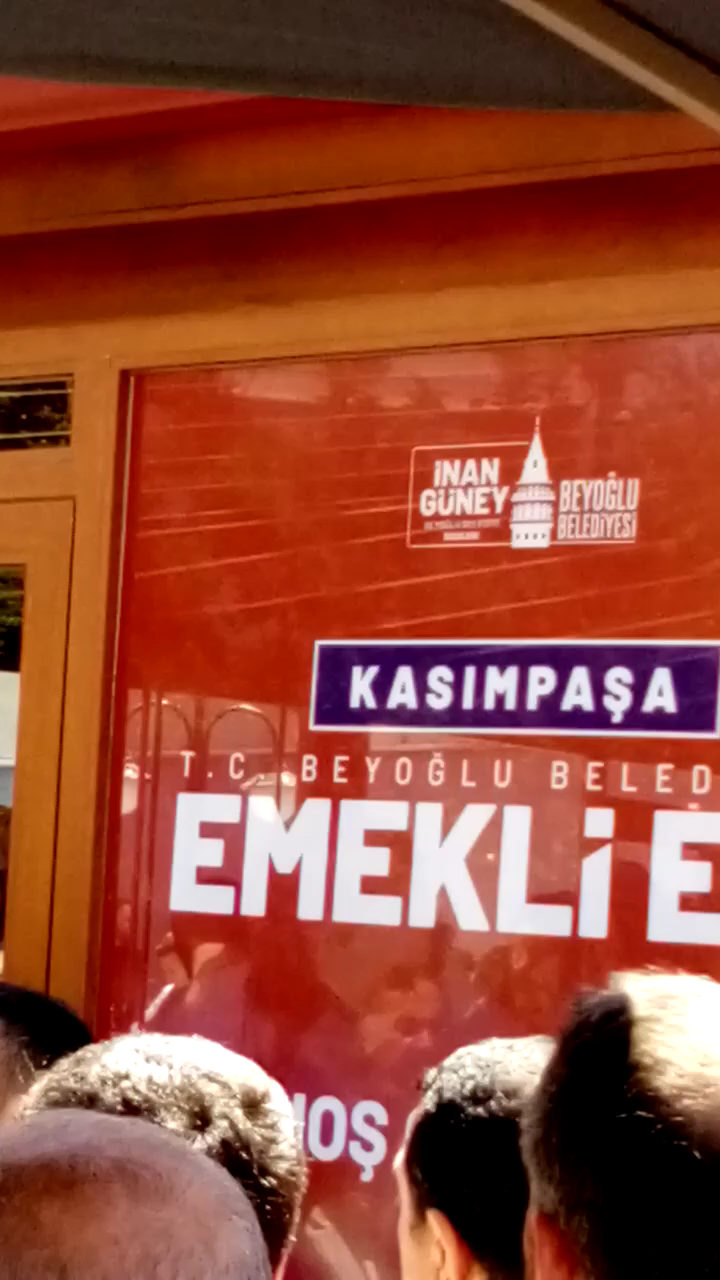 İNAN
GÜNEY
BEYOĞLU
BELEDİYESİ
KASIMPAŞA
T.C. BEYOĞLU BELED
EMEKLİ E
HOŞ